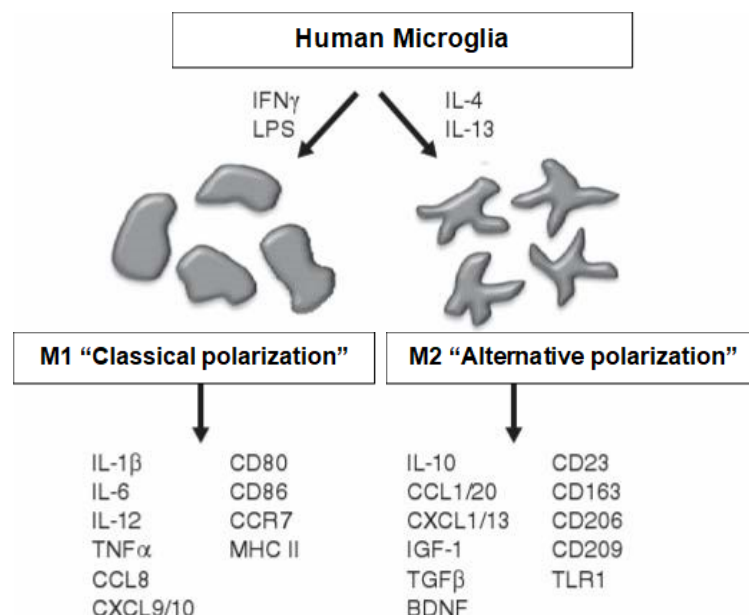 Human Microglia
IFNγ
LPS
IL-4
IL-13
M1 “Classical polarization”
M2 “Alternative polarization”
IL-1β
IL-6
IL-12
TNFα
CCL8
CXCL9/10
CD80
CD86
CCR7
MHC II
IL-10
CCL1/20
CXCL1/13
IGF-1
TGFβ
BDNF
CD23
CD163
CD206
CD209
TLR1